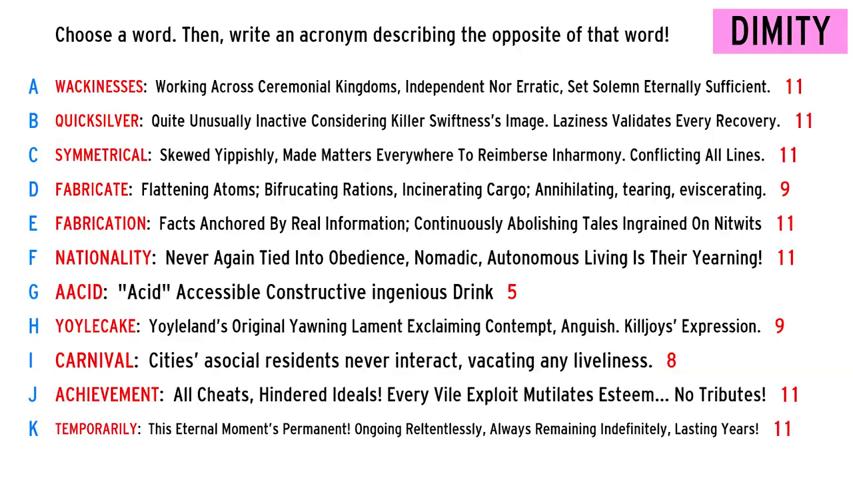 Choose a word. Then, write an acronym describing the opposite of that word!
DIMITY
A WACKINESSES: Working Across Ceremonial Kingdoms, Independent Nor Erratic, Set Solemn Eternally Sufficient. 11
B QUICKSILVER: Quite Unusually Inactive Considering Killer Swiftness's Image. Laziness Validates Every Recovery. 11
C SYMMETRICAL: Skewed Yippishly, Made Matters Everywhere To Reimberse Inharmony. Conflicting All Lines. 11
D FABRICATE: Flattening Atoms; Bifrucating Rations, Incinerating Cargo; Annihilating, tearing, eviscerating. 9
E FABRICATION: Facts Anchored By Real Information; Continuously Abolishing Tales Ingrained On Nitwits 11
F NATIONALITY: Never Again Tied Into Obedience, Nomadic, Autonomous Living Is Their Yearning! 11
G AACID: "Acid" Accessible Constructive ingenious Drink 5
H YOYLECAKE: Yoyleland's Original Yawning Lament Exclaiming Contempt, Anguish. Killjoys' Expression. 9
I CARNIVAL: Cities' asocial residents never interact, vacating any liveliness. 8
J ACHIEVEMENT: All Cheats, Hindered Ideals! Every Vile Exploit Mutilates Esteem... No Tributes! 11
K TEMPORARILY: This Eternal Moment's Permanent! Ongoing Reltentlessly, Always Remaining Indefinitely, Lasting Years! 11